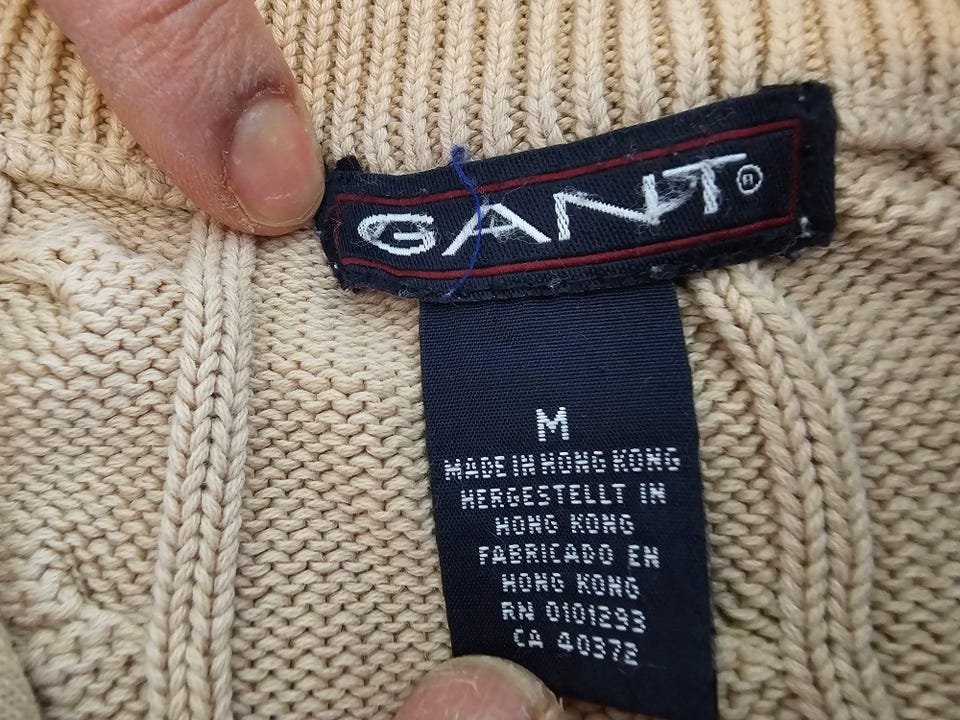 GANT®
M
MADE IN HONG KONG
HERGESTELLT IN
HONG KONG
FABRICADO EN
HONG KONG
RN 0101293
CA 40372